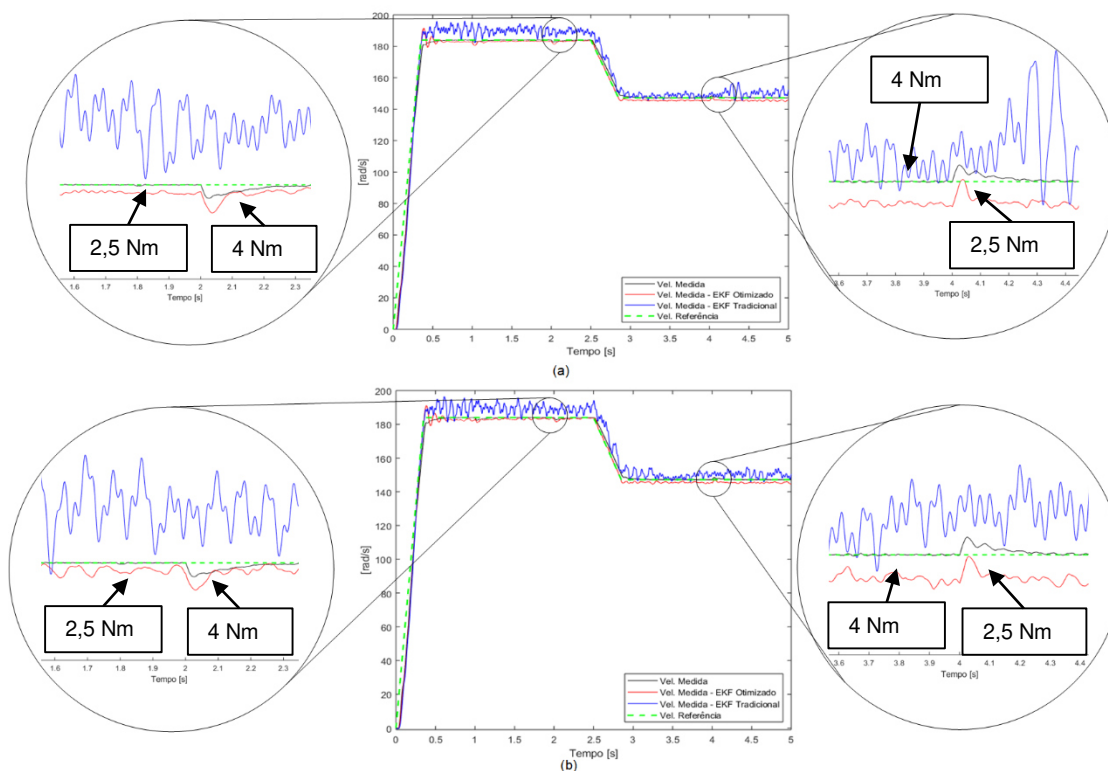 200
180
160
140
120
100
80
60
40
20
0
[rad/s]
0 0.5 1 1.5 2 2.5 3 3.5 4 4.5 5
Tempo [s]
Vel. Medida
Vel. Medida - EKF Otimizado
Vel. Medida - EKF Tradicional
Vel. Referência
2,5 Nm
4 Nm
1.6 1.7 1.8 1.9 2 2.1 2.2 2.3
Tempo [s]
4 Nm
2,5 Nm
3.6 3.7 3.8 3.9 4 4.1 4.2 4.3 4.4
Tempo [s]
(a)
200
180
160
140
120
100
80
60
40
20
0
[rad/s]
0 0.5 1 1.5 2 2.5 3 3.5 4 4.5 5
Tempo [s]
Vel. Medida
Vel. Medida - EKF Otimizado
Vel. Medida - EKF Tradicional
Vel. Referência
2,5 Nm
4 Nm
1.6 1.7 1.8 1.9 2 2.1 2.2 2.3
Tempo [s]
4 Nm
2,5 Nm
3.6 3.7 3.8 3.9 4 4.1 4.2 4.3 4.4
Tempo [s]
(b)